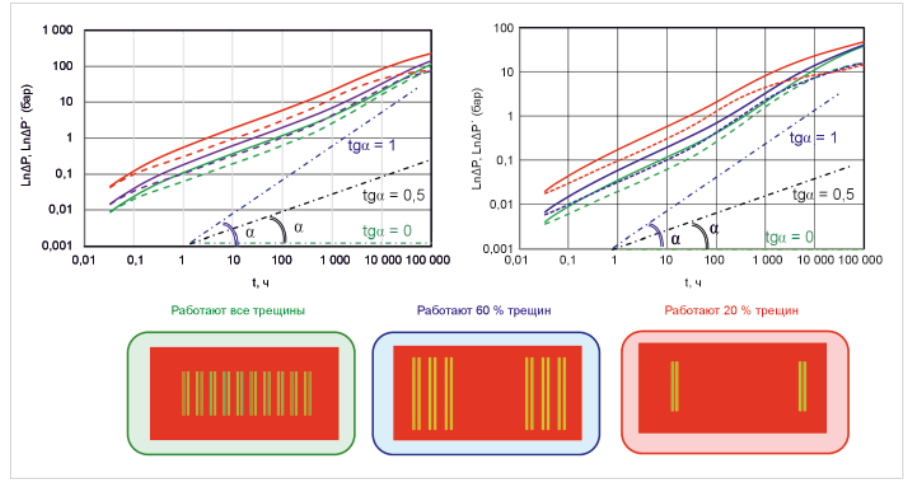 1 000
100
10
1
0,1
0,01
0,001
LnΔP, LnΔP´ (бар)
tgα = 1
tgα = 0,5
tgα = 0
α
α
0,01 0,1 1 10 100 1 000 10 000 100 000
t, ч
100
10
1
0,1
0,01
0,001
LnΔP, LnΔP´ (бар)
tgα = 1
tgα = 0,5
tgα = 0
α
α
0,01 0,1 1 10 100 1 000 10 000 100 000
t, ч
Работают все трещины
Работают 60 % трещин
Работают 20 % трещин